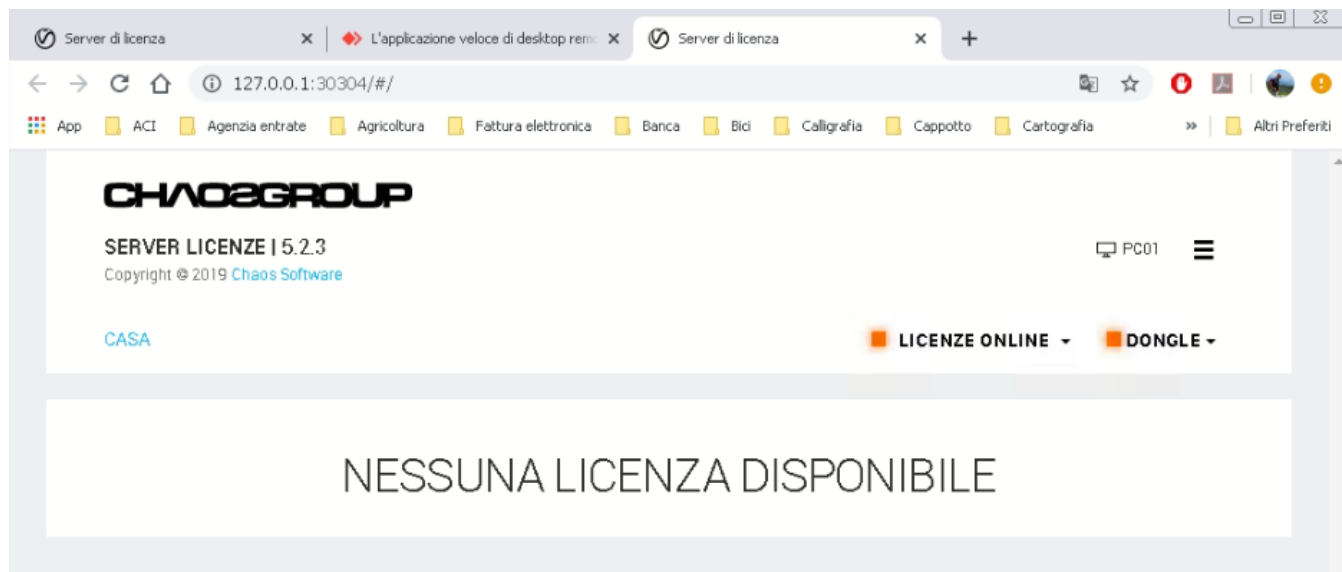 Server di licenza
L'applicazione veloce di desktop remo
Server di licenza
127.0.0.1:30304/#/
App
ACI
Agenzia entrate
Agricoltura
Fattura elettronica
Banca
Bici
Calligrafia
Cappotto
Cartografia
»
Altri Preferiti
CHAOSGROUP
SERVER LICENZE | 5.2.3
PC01
Copyright © 2019 Chaos Software
CASA
LICENZE ONLINE
DONGLE
NESSUNA LICENZA DISPONIBILE